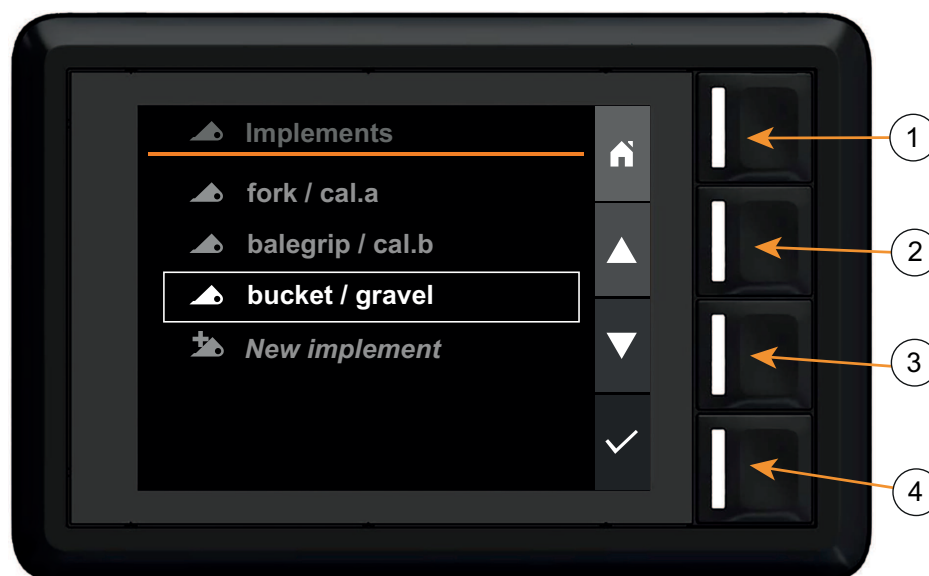 Implements
fork / cal.a
balegrip / cal.b
bucket / gravel
New implement
1
2
3
4